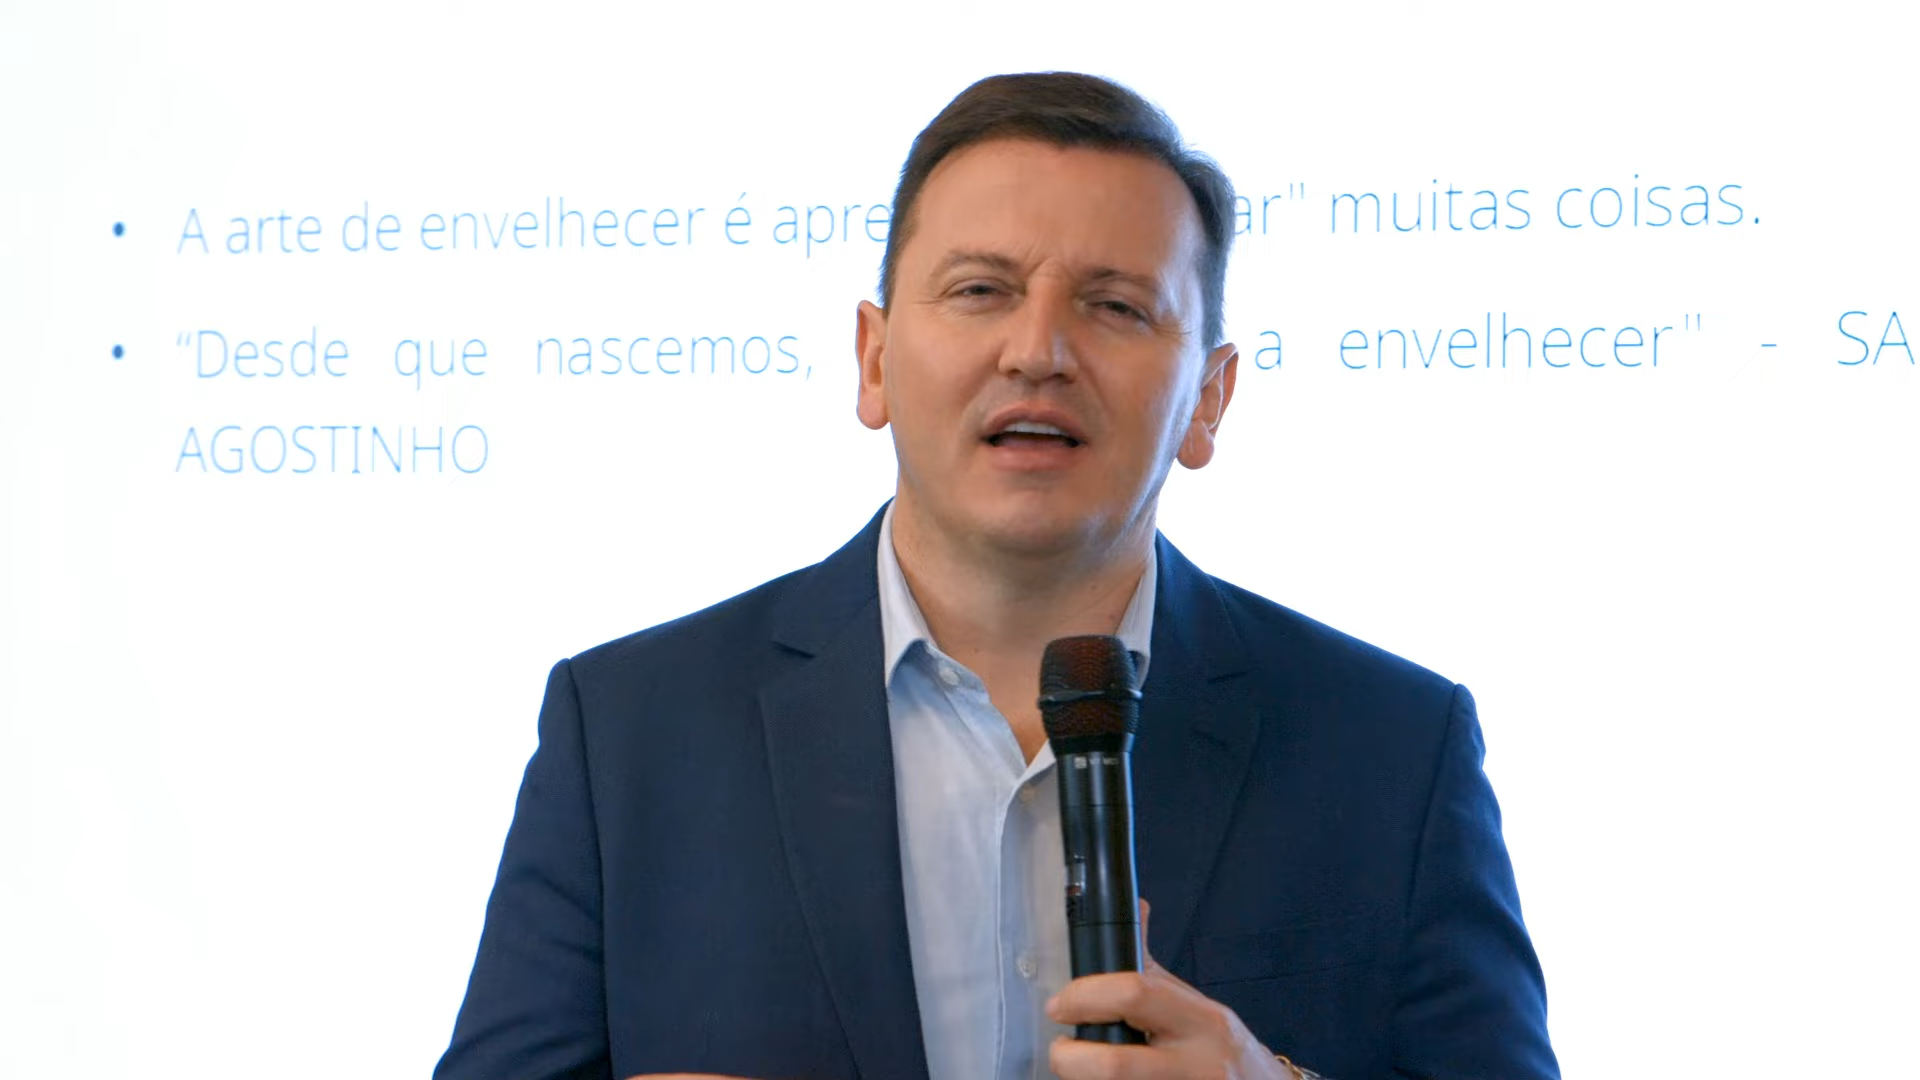 • A arte de envelhecer é apre ar" muitas coisas.
• “Desde que nascemos, a envelhecer" - SA
AGOSTINHO